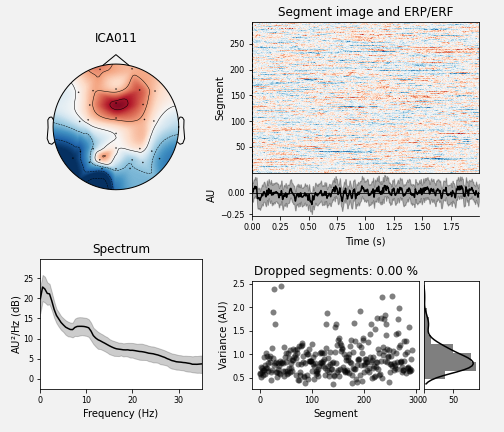 ICA011
Segment image and ERP/ERF
Segment
250
200
150
100
50
AU
0.00
−0.25
0.00 0.25 0.50 0.75 1.00 1.25 1.50 1.75
Time (s)
Spectrum
AU²/Hz (dB)
25
20
15
10
5
0
0 10 20 30
Frequency (Hz)
Dropped segments: 0.00 %
Variance (AU)
2.5
2.0
1.5
1.0
0.5
0 100 200 300
Segment
50